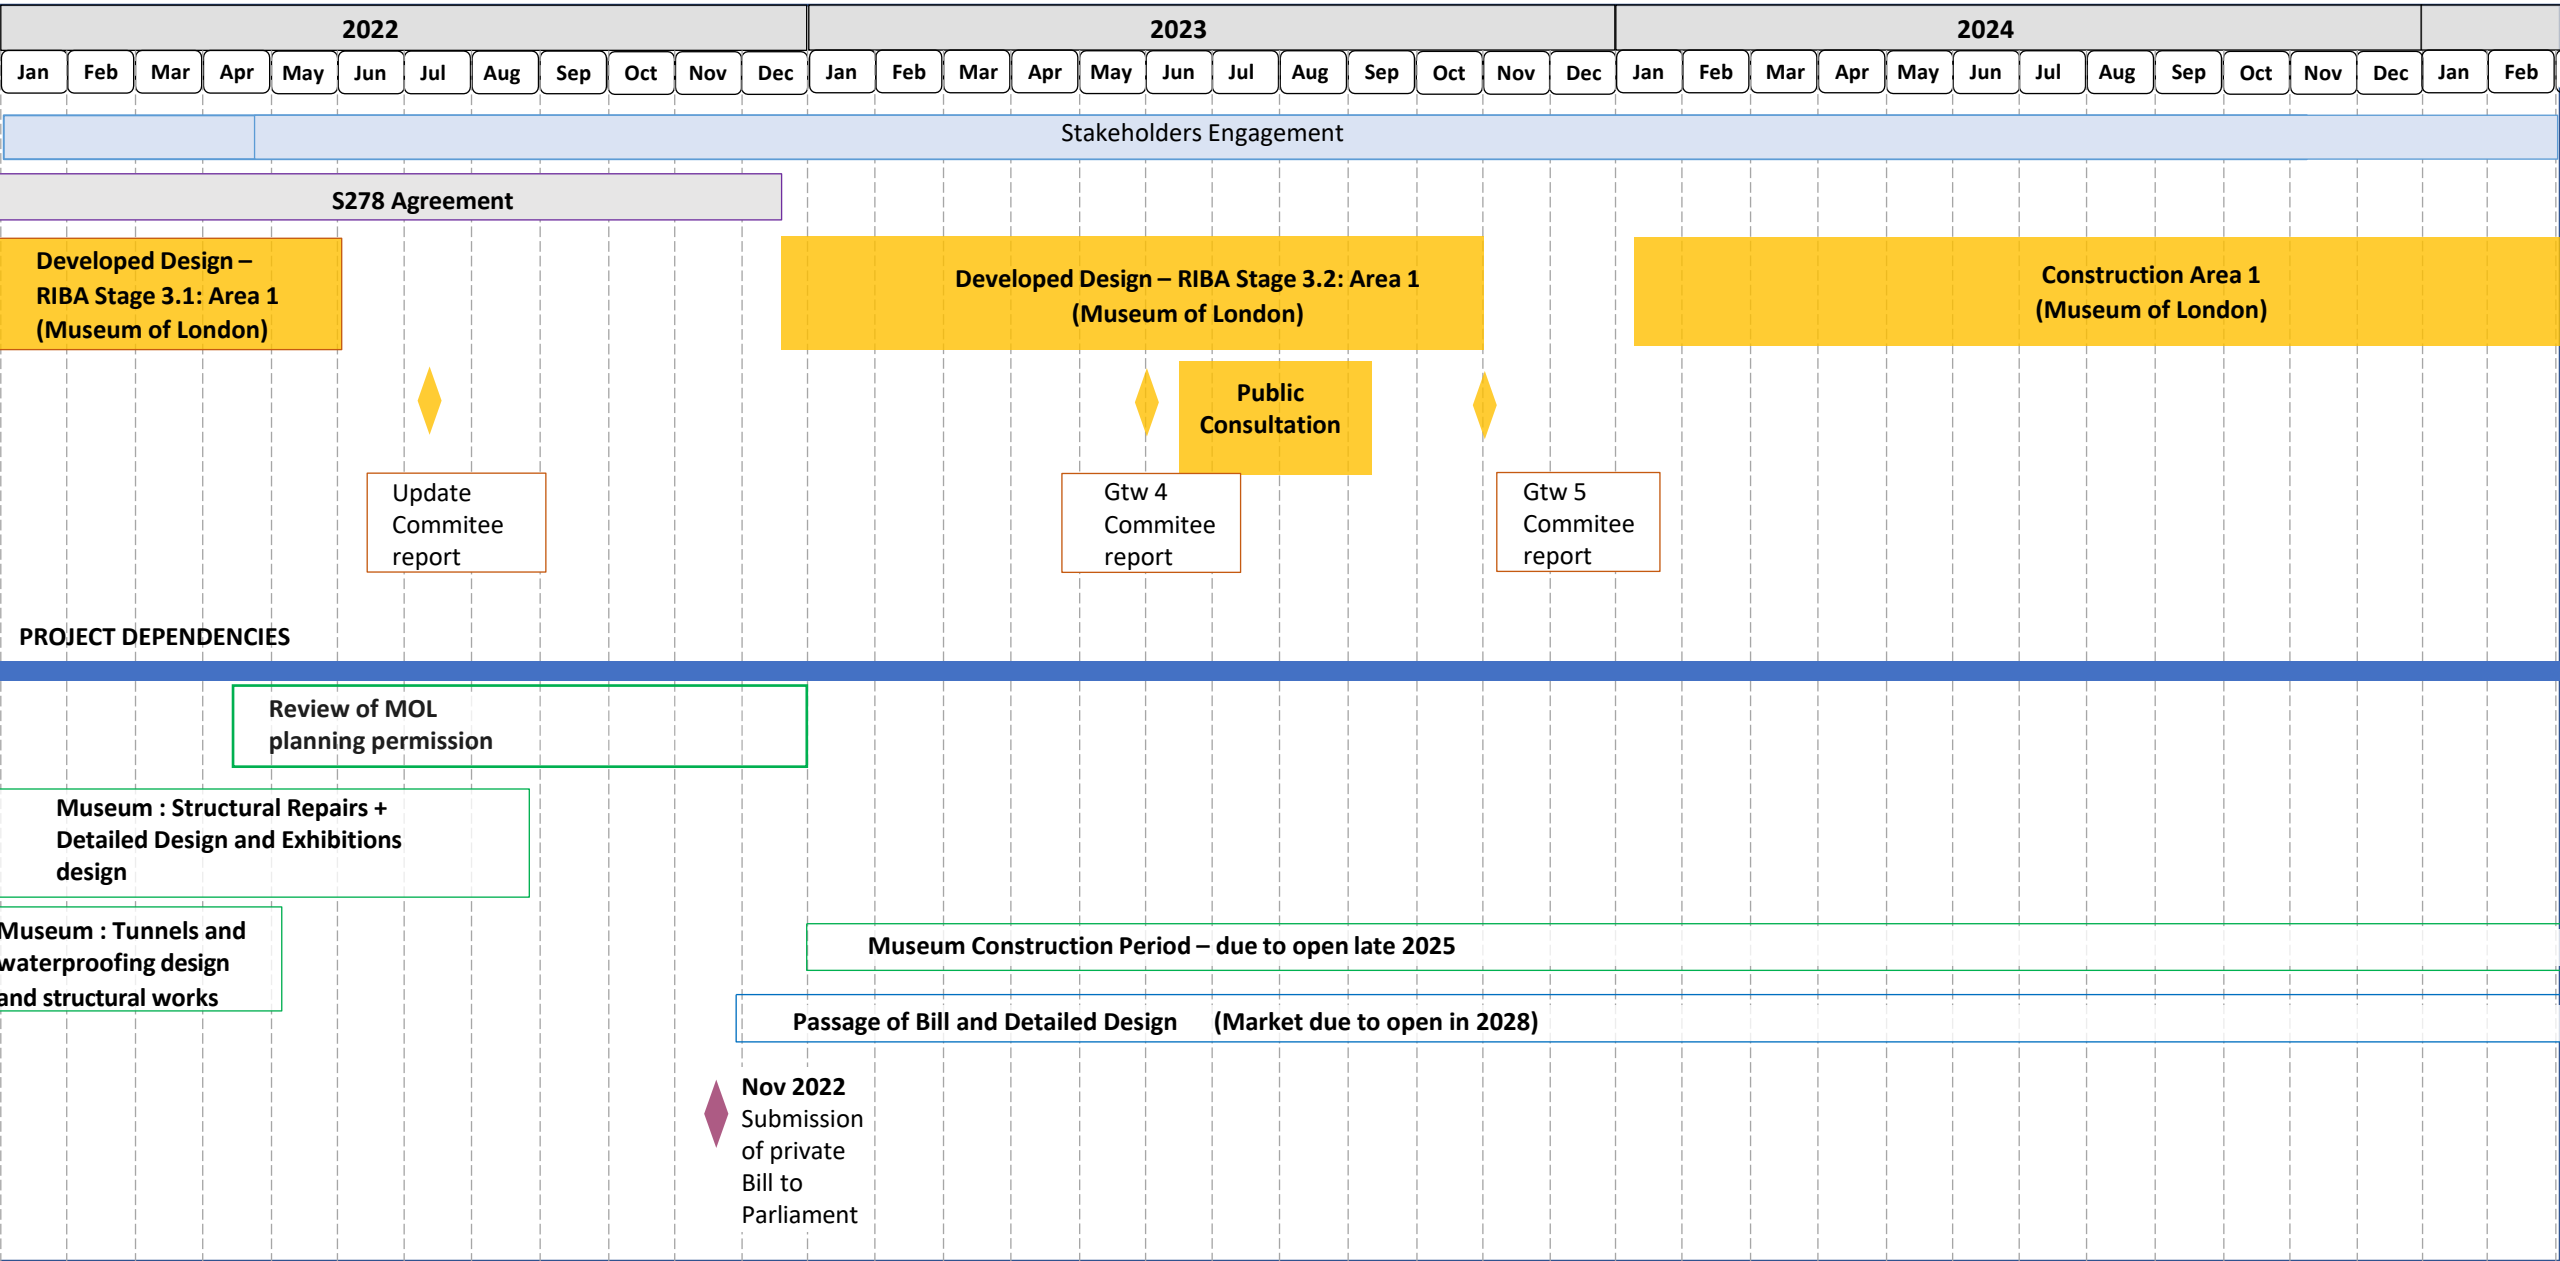 2022 2023 2024
Jan Feb Mar Apr May Jun Jul Aug Sep Oct Nov Dec Jan Feb Mar Apr May Jun Jul Aug Sep Oct Nov Dec Jan Feb Mar Apr May Jun Jul Aug Sep Oct Nov Dec Jan Feb
Stakeholders Engagement
S278 Agreement
Developed Design –
RIBA Stage 3.1: Area 1
(Museum of London)
Developed Design – RIBA Stage 3.2: Area 1
(Museum of London)
Construction Area 1
(Museum of London)
Public
Consultation
Update
Commitee
report
Gtw 4
Commitee
report
Gtw 5
Commitee
report
PROJECT DEPENDENCIES
Review of MOL
planning permission
Museum : Structural Repairs +
Detailed Design and Exhibitions
design
Museum : Tunnels and
waterproofing design
and structural works
Museum Construction Period – due to open late 2025
Passage of Bill and Detailed Design (Market due to open in 2028)
Nov 2022
Submission
of private
Bill to
Parliament